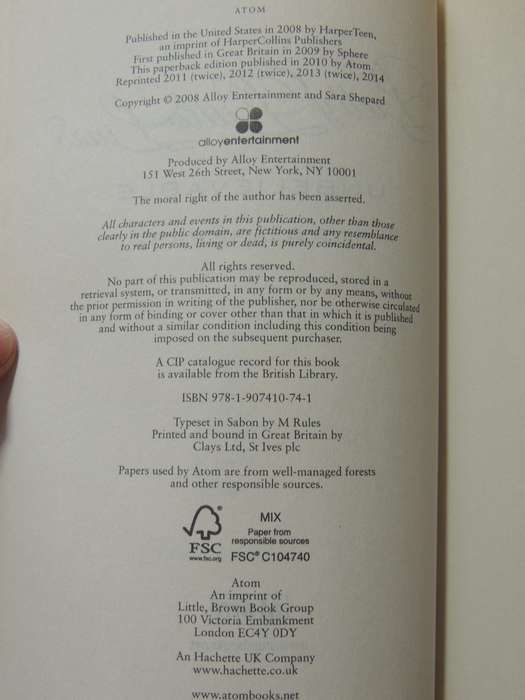 ATOM
Published in the United States in 2008 by HarperTeen,
an imprint of HarperCollins Publishers
First published in Great Britain in 2009 by Sphere
This paperback edition published in 2010 by Atom
Reprinted 2011 (twice), 2012 (twice), 2013 (twice), 2014
Copyright © 2008 Alloy Entertainment and Sara Shepard
alloyentertainment
Produced by Alloy Entertainment
151 West 26th Street, New York, NY 10001
The moral right of the author has been asserted.
All characters and events in this publication, other than those
clearly in the public domain, are fictitious and any resemblance
to real persons, living or dead, is purely coincidental.
All rights reserved.
No part of this publication may be reproduced, stored in a
retrieval system, or transmitted, in any form or by any means, without
the prior permission in writing of the publisher, nor be otherwise circulated
in any form of binding or cover other than that in which it is published
and without a similar condition including this condition being
imposed on the subsequent purchaser.
A CIP catalogue record for this book
is available from the British Library.
ISBN 978-1-907410-74-1
Typeset in Sabon by M Rules
Printed and bound in Great Britain by
Clays Ltd, St Ives plc
Papers used by Atom are from well-managed forests
and other responsible sources.
MIX
Paper from
responsible sources
FSC® C104740
FSC
www.fsc.org
Atom
An imprint of
Little, Brown Book Group
100 Victoria Embankment
London EC4Y 0DY
An Hachette UK Company
www.hachette.co.uk
www.atombooks.net